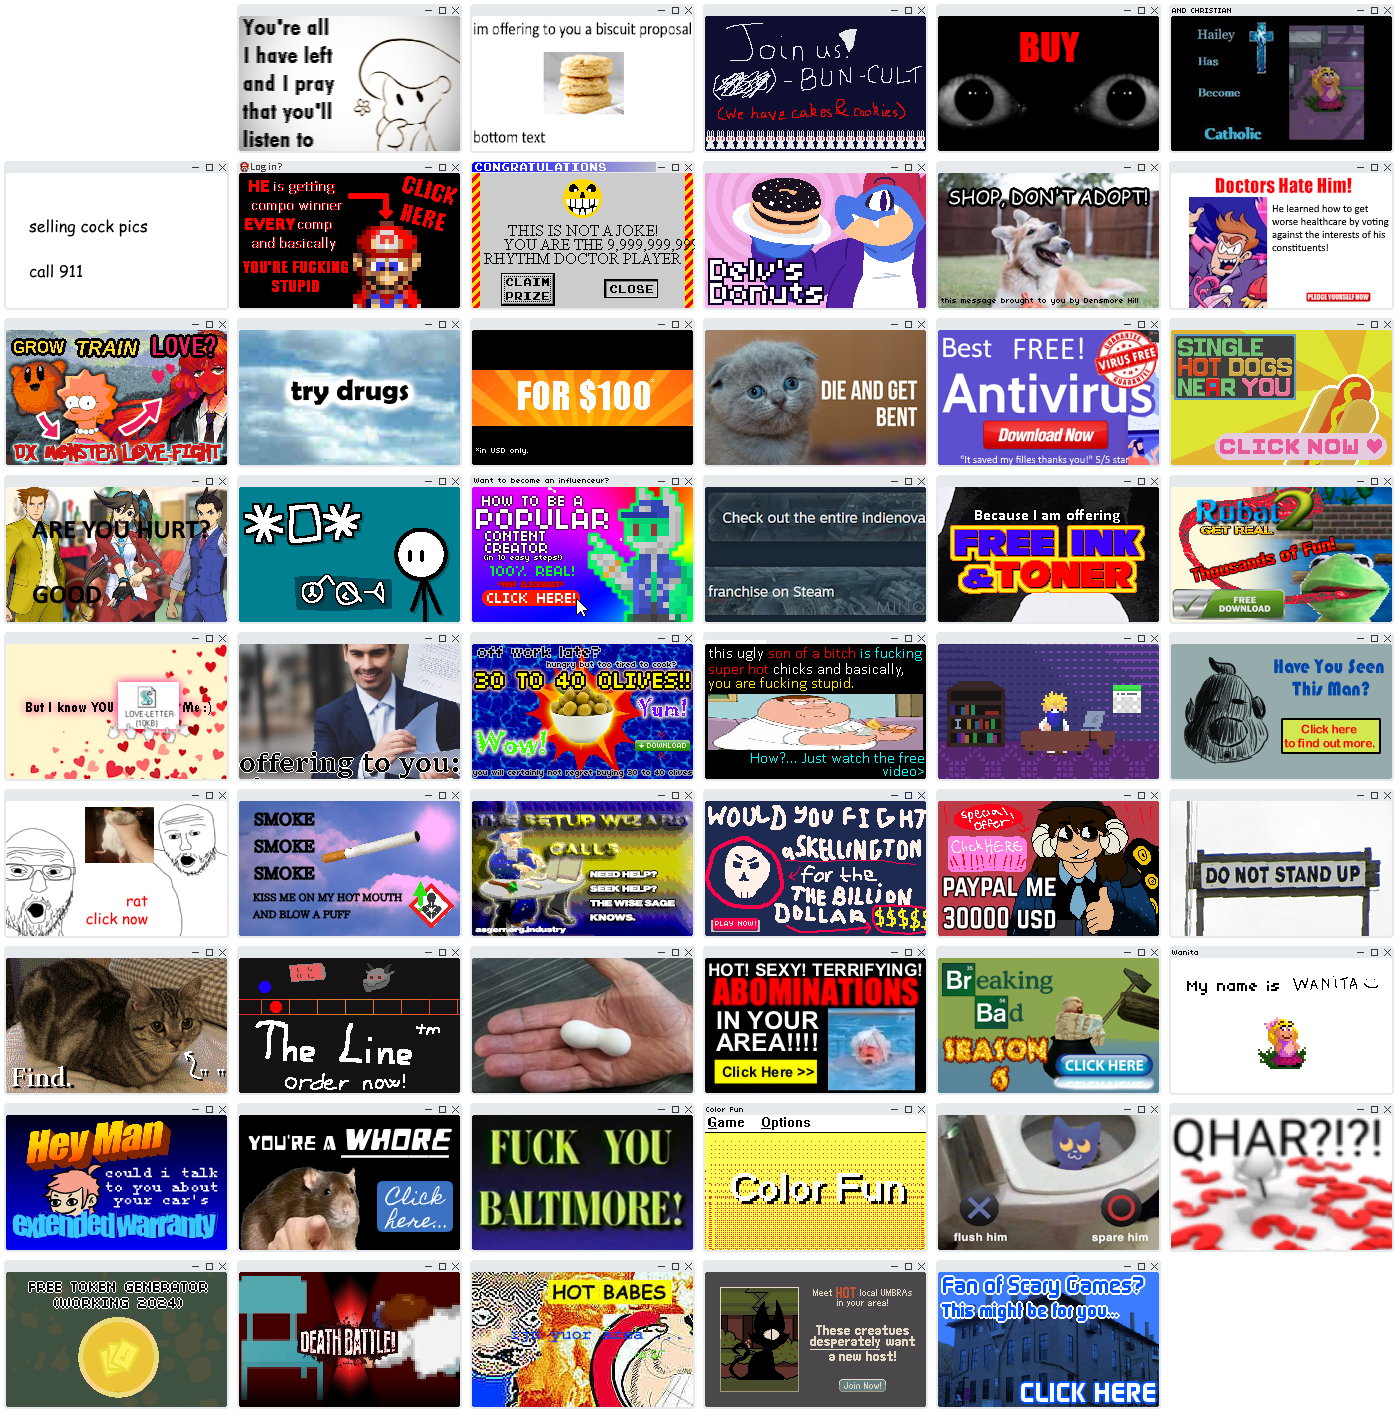 You're all
I have left
and I pray
that you'll
listen to
im offering to you a biscuit proposal
bottom text
Join us!
-BUN-CULT
(we have cakes & cookies)
BUY
AND CHRISTIAN
Hailey
Has
Become
Catholic
selling cock pics
call 911
Log in?
HE is getting
compo winner
EVERY comp
and basically
YOU'RE FUCKING
STUPID
CLICK
HERE
CONGRATULATIONS
THIS IS NOT A JOKE!
YOU ARE THE 9,999,999,999
RHYTHM DOCTOR PLAYER
CLAIM
PRIZE
CLOSE
Delv's
Donuts
SHOP, DON'T ADOPT!
this message brought to you by Densmore Hill
Doctors Hate Him!
He learned how to get
worse healthcare by voting
against the interests of his
constituents!
PLEDGE YOURSELF NOW
GROW TRAIN LOVE?
DX MONSTER LOVE-FIGHT
try drugs
FOR $100*
*in USD only.
DIE AND GET
BENT
Best FREE!
Antivirus
GUARANTEE
VIRUS FREE
GUARANTEE
Download Now
"It saved my filles thanks you!" 5/5 star
SINGLE
HOT DOGS
NEAR YOU
CLICK NOW ♥
ARE YOU HURT?
GOOD
Want to become an influenceur?
HOW TO BE A
POPULAR
CONTENT
CREATOR
(in 10 easy steps!)
100% REAL!
*NOT CLICKBAIT*
CLICK HERE!
Check out the entire indienova
franchise on Steam
MINO
Because I am offering
FREE INK
& TONER
Rubat 2
GET REAL
Thousands of Fun!
FREE
DOWNLOAD
But I know YOU
LOVE-LETTER-
(10KB)
Me :)
offering to you:
off work late?
hungry but too tired to cook?
30 TO 40 OLIVES!!
Yum!
Wow!
DOWNLOAD
you will certainly not regret buying 30 to 40 olives
this ugly son of a bitch is fucking
super hot chicks and basically,
you are fucking stupid.
How?... Just watch the free
video>
Have You Seen
This Man?
Click here
to find out more.
rat
click now
SMOKE
SMOKE
SMOKE
KISS ME ON MY HOT MOUTH
AND BLOW A PUFF
THE SETUP WIZARD
CALLS
NEED HELP?
SEEK HELP?
THE WISE SAGE
KNOWS.
asgernorg.industry
WOULD YOU FIGHT
a SKELLINGTON
for the
THE BILLION
DOLLAR $$$$$
PLAY NOW!
special!
offer!
Click HERE
PAYPAL ME
30000 USD
DO NOT STAND UP
Find.
The Line ™
order now!
HOT! SEXY! TERRIFYING!
ABOMINATIONS
IN YOUR
AREA!!!!
Click Here >>
Breaking
Bad
35
56
SEASON
6
CLICK HERE
Wanita
My name is WANITA
Hey Man
could i talk
to you about
your car's
extended warranty
YOU'RE A WHORE
Click
here...
FUCK YOU
BALTIMORE!
Color Fun
Game Options
Color Fun
flush him
spare him
QHAR?!?!
FREE TOKEN GENERATOR
(WORKING 2024)
DEATH BATTLE!
HOT BABES
yuor area ...
Meet HOT local UMBRAs
in your area!
These creatues
desperately want
a new host!
Join Now!
Fan of Scary Games?
This might be for you...
CLICK HERE